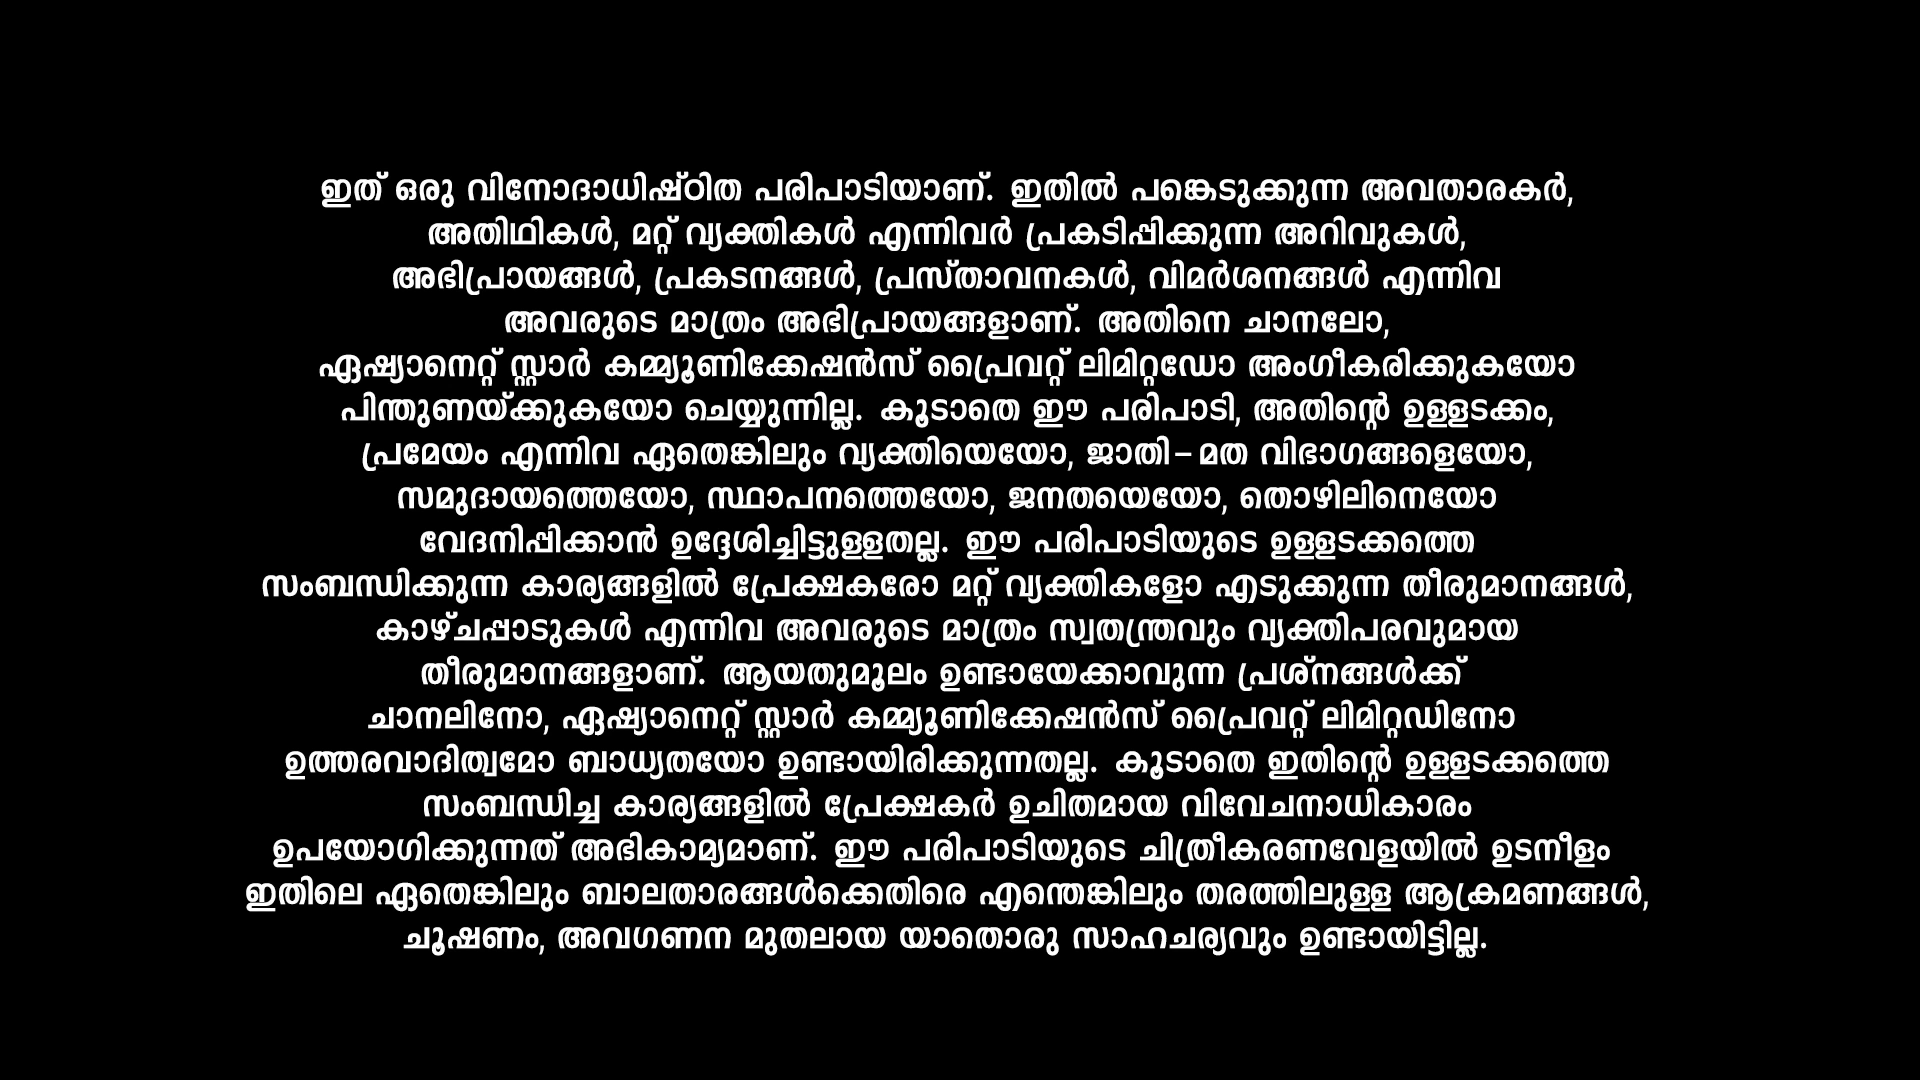 ഇത് ഒരു വിനോദാധിഷ്ഠിത പരിപാടിയാണ്. ഇതിൽ പങ്കെടുക്കുന്ന അവതാരകർ,
അതിഥികൾ, മറ്റ് വ്യക്തികൾ എന്നിവർ പ്രകടിപ്പിക്കുന്ന അറിവുകൾ,
അഭിപ്രായങ്ങൾ, പ്രകടനങ്ങൾ, പ്രസ്താവനകൾ, വിമർശനങ്ങൾ എന്നിവ
അവരുടെ മാത്രം അഭിപ്രായങ്ങളാണ്. അതിനെ ചാനലോ,
ഏഷ്യാനെറ്റ് സ്റ്റാർ കമ്മ്യൂണിക്കേഷൻസ് പ്രൈവറ്റ് ലിമിറ്റഡോ അംഗീകരിക്കുകയോ
പിന്തുണയ്ക്കുകയോ ചെയ്യുന്നില്ല. കൂടാതെ ഈ പരിപാടി, അതിന്റെ ഉള്ളടക്കം,
പ്രമേയം എന്നിവ ഏതെങ്കിലും വ്യക്തിയെയോ, ജാതി – മത വിഭാഗങ്ങളെയോ,
സമുദായത്തെയോ, സ്ഥാപനത്തെയോ, ജനതയെയോ, തൊഴിലിനെയോ
വേദനിപ്പിക്കാൻ ഉദ്ദേശിച്ചിട്ടുള്ളതല്ല. ഈ പരിപാടിയുടെ ഉള്ളടക്കത്തെ
സംബന്ധിക്കുന്ന കാര്യങ്ങളിൽ പ്രേക്ഷകരോ മറ്റ് വ്യക്തികളോ എടുക്കുന്ന തീരുമാനങ്ങൾ,
കാഴ്ചപ്പാടുകൾ എന്നിവ അവരുടെ മാത്രം സ്വതന്ത്രവും വ്യക്തിപരവുമായ
തീരുമാനങ്ങളാണ്. ആയതുമൂലം ഉണ്ടായേക്കാവുന്ന പ്രശ്നങ്ങൾക്ക്
ചാനലിനോ, ഏഷ്യാനെറ്റ് സ്റ്റാർ കമ്മ്യൂണിക്കേഷൻസ് പ്രൈവറ്റ് ലിമിറ്റഡിനോ
ഉത്തരവാദിത്വമോ ബാധ്യതയോ ഉണ്ടായിരിക്കുന്നതല്ല. കൂടാതെ ഇതിന്റെ ഉള്ളടക്കത്തെ
സംബന്ധിച്ച കാര്യങ്ങളിൽ പ്രേക്ഷകർ ഉചിതമായ വിവേചനാധികാരം
ഉപയോഗിക്കുന്നത് അഭികാമ്യമാണ്. ഈ പരിപാടിയുടെ ചിത്രീകരണവേളയിൽ ഉടനീളം
ഇതിലെ ഏതെങ്കിലും ബാലതാരങ്ങൾക്കെതിരെ എന്തെങ്കിലും തരത്തിലുള്ള ആക്രമണങ്ങൾ,
ചൂഷണം, അവഗണന മുതലായ യാതൊരു സാഹചര്യവും ഉണ്ടായിട്ടില്ല.